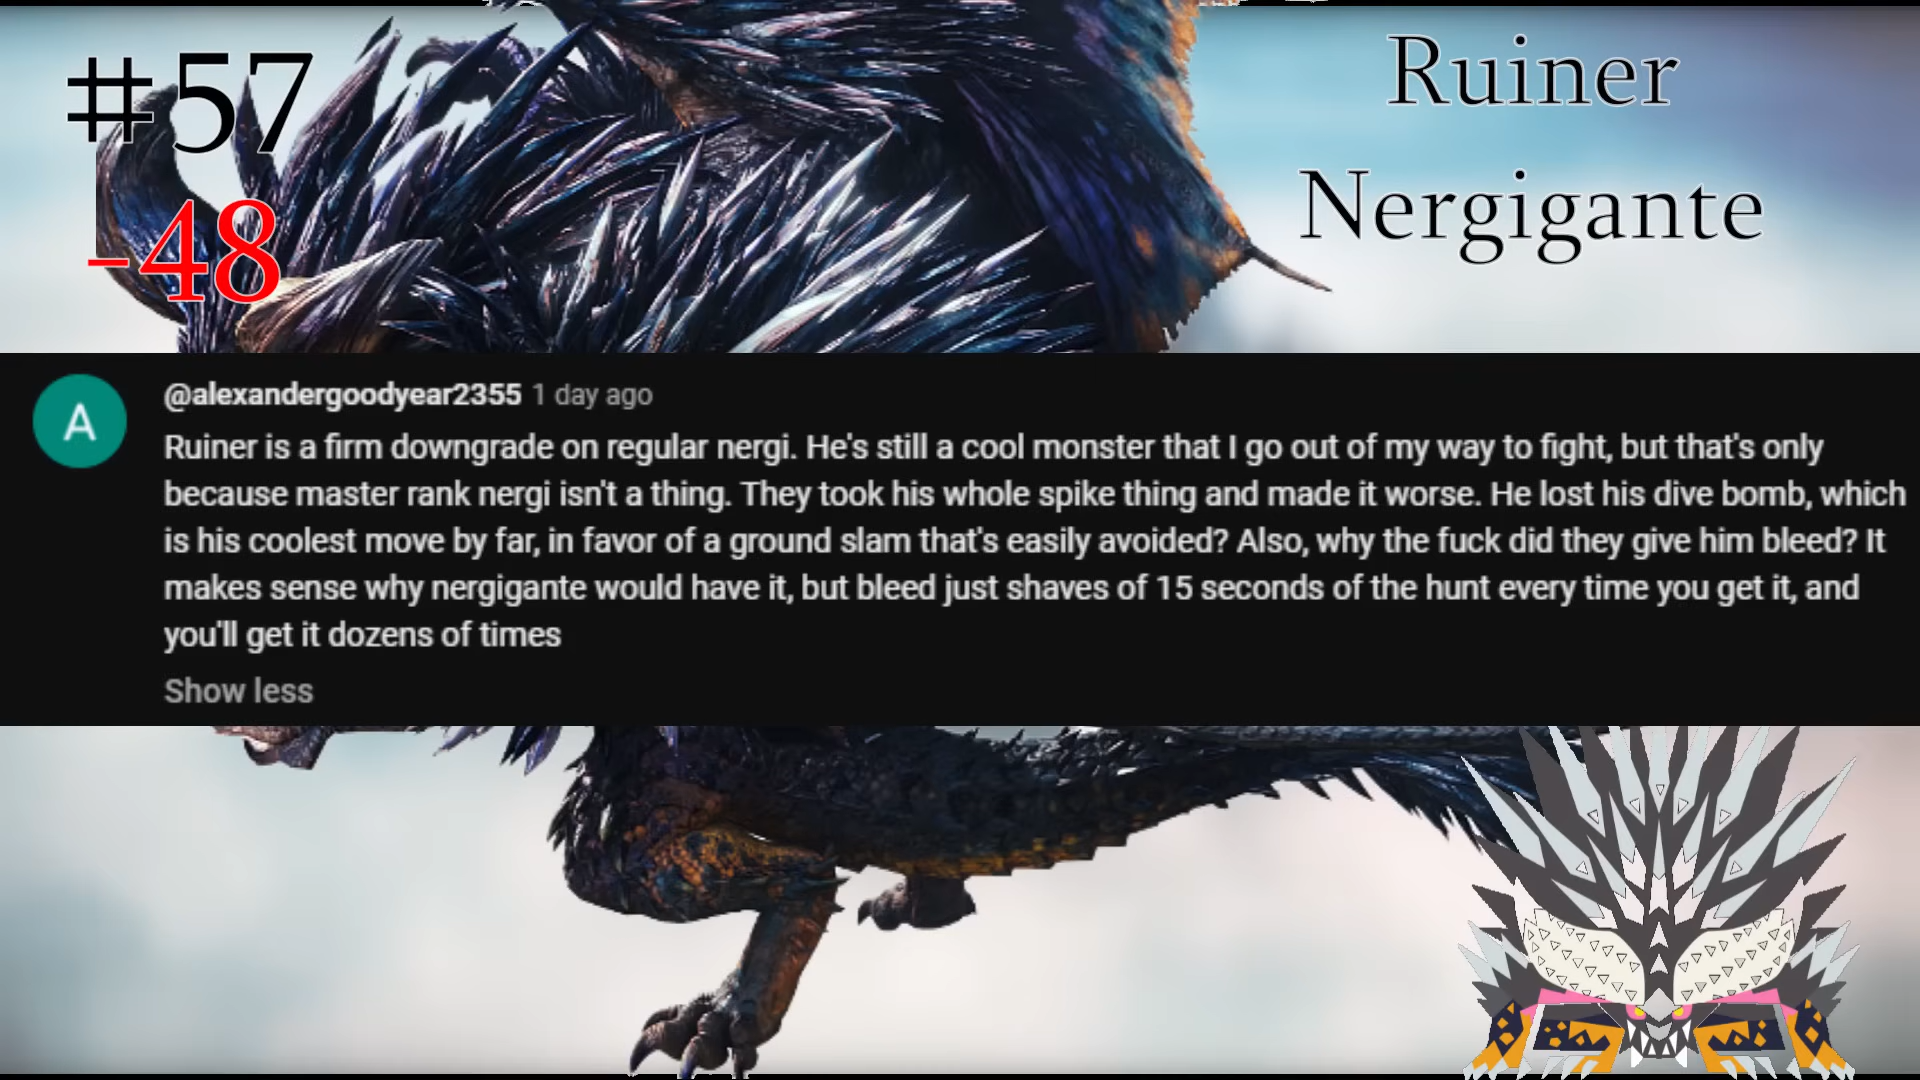 #57
-48
Ruiner
Nergigante
A
@alexandergoodyear2355 1 day ago
Ruiner is a firm downgrade on regular nergi. He's still a cool monster that I go out of my way to fight, but that's only
because master rank nergi isn't a thing. They took his whole spike thing and made it worse. He lost his dive bomb, which
is his coolest move by far, in favor of a ground slam that's easily avoided? Also, why the fuck did they give him bleed? It
makes sense why nergigante would have it, but bleed just shaves of 15 seconds of the hunt every time you get it, and
you'll get it dozens of times
Show less